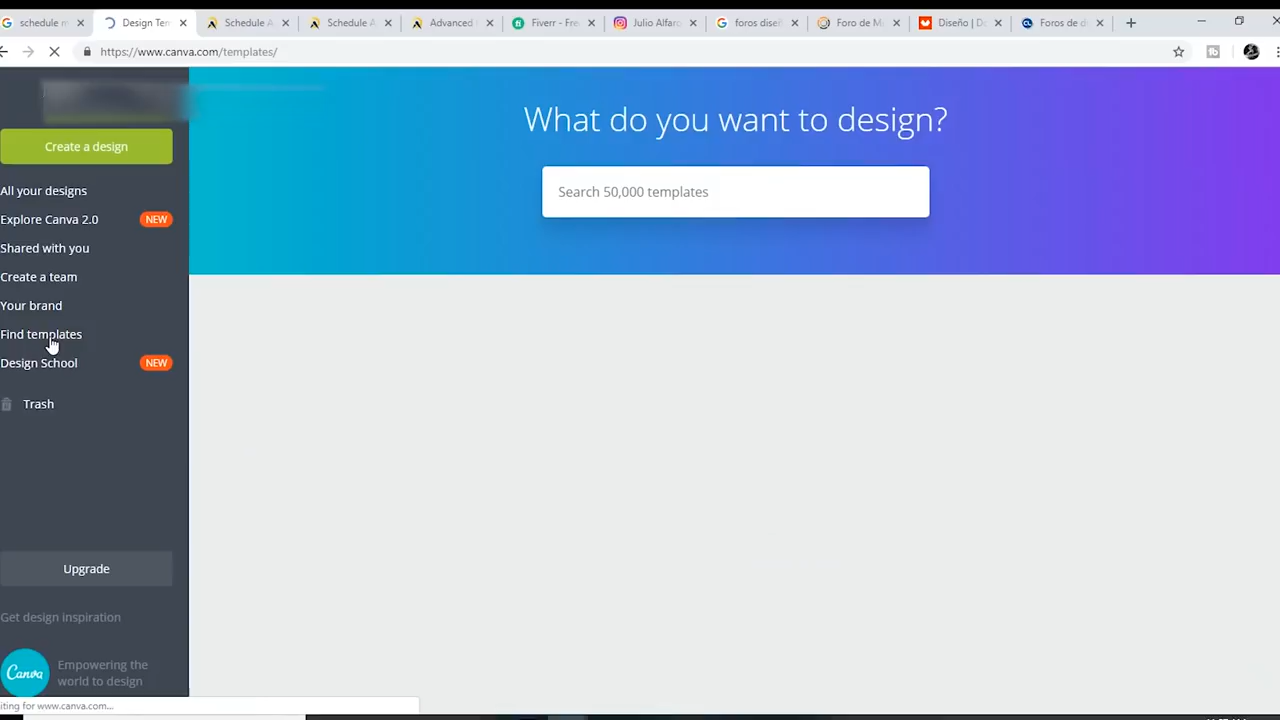 schedule m
Design Ten
Schedule A
Schedule A
Advanced
Fiverr - Fre
Julio Alfaro
foros diseñ
Foro de Ma
Diseño | Do
Foros de d
https://www.canva.com/templates/
What do you want to design?
Search 50,000 templates
Create a design
All your designs
Explore Canva 2.0 NEW
Shared with you
Create a team
Your brand
Find templates
Design School NEW
Trash
Upgrade
Get design inspiration
Canva
Empowering the
world to design
iting for www.canva.com...